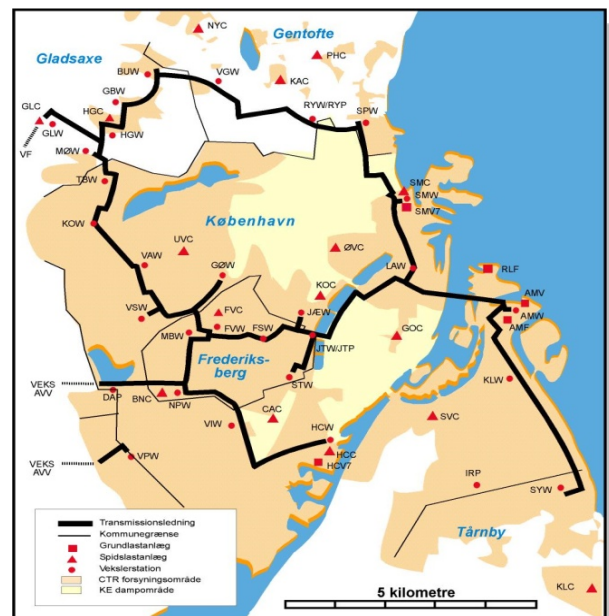 NYC
Gentofte
PHC
Gladsaxe
BUW
VGW
KAC
GBW
GLC
HGC
RYW/RYP
SPW
GLW
HGW
VF
MØW
TBW
SMC
SMW
SMV7
København
KOW
UVC
ØVC
VAW
GØW
LAW
RLF
KOC
AMV
VSW
FVC
JÆW
AMW
FVW
FSW
GOC
AMF
MBW
JTW/JTP
Frederiks-
berg
STW
KLW
VEKS
AVV
DAP
BNC
NPW
CAC
SVC
VIW
HCW
VEKS
AVV
VPW
HCC
HCV7
IRP
SYW
Tårnby
Transmissionsledning
Kommunegrænse
Grundlastanlæg
Spidslastanlæg
Vekslerstation
CTR forsyningsområde
KE dampområde
5 kilometre
KLC